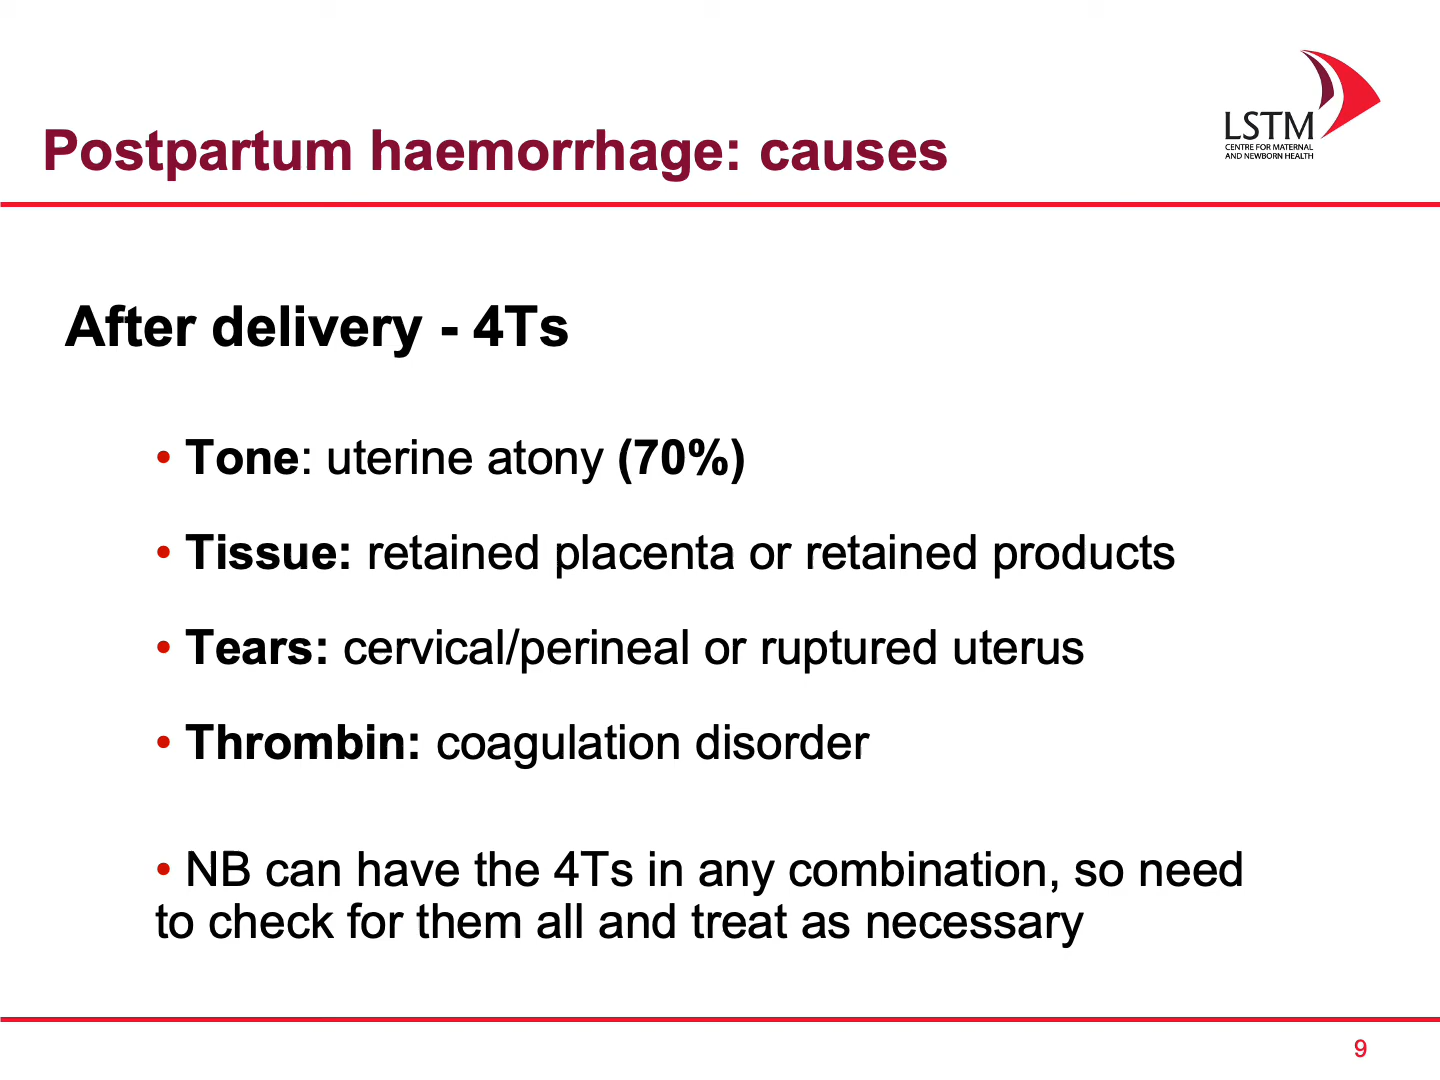 Postpartum haemorrhage: causes
LSTM
CENTRE FOR MATERNAL
AND NEWBORN HEALTH
After delivery - 4Ts
• Tone: uterine atony (70%)
• Tissue: retained placenta or retained products
• Tears: cervical/perineal or ruptured uterus
• Thrombin: coagulation disorder
• NB can have the 4Ts in any combination, so need
to check for them all and treat as necessary
9